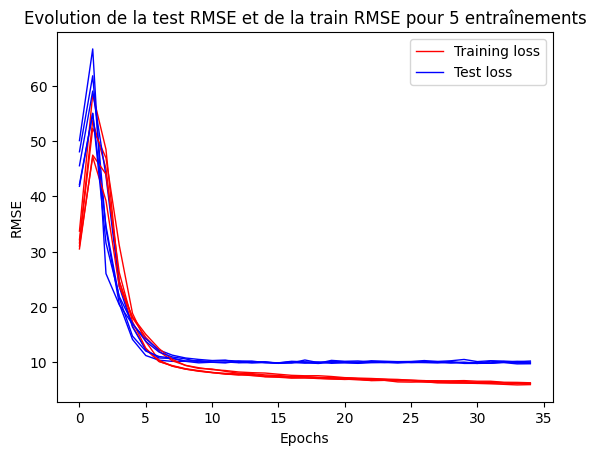 Evolution de la test RMSE et de la train RMSE pour 5 entraînements
Training loss
Test loss
RMSE
60
50
40
30
20
10
0
5
10
15
20
25
30
35
Epochs